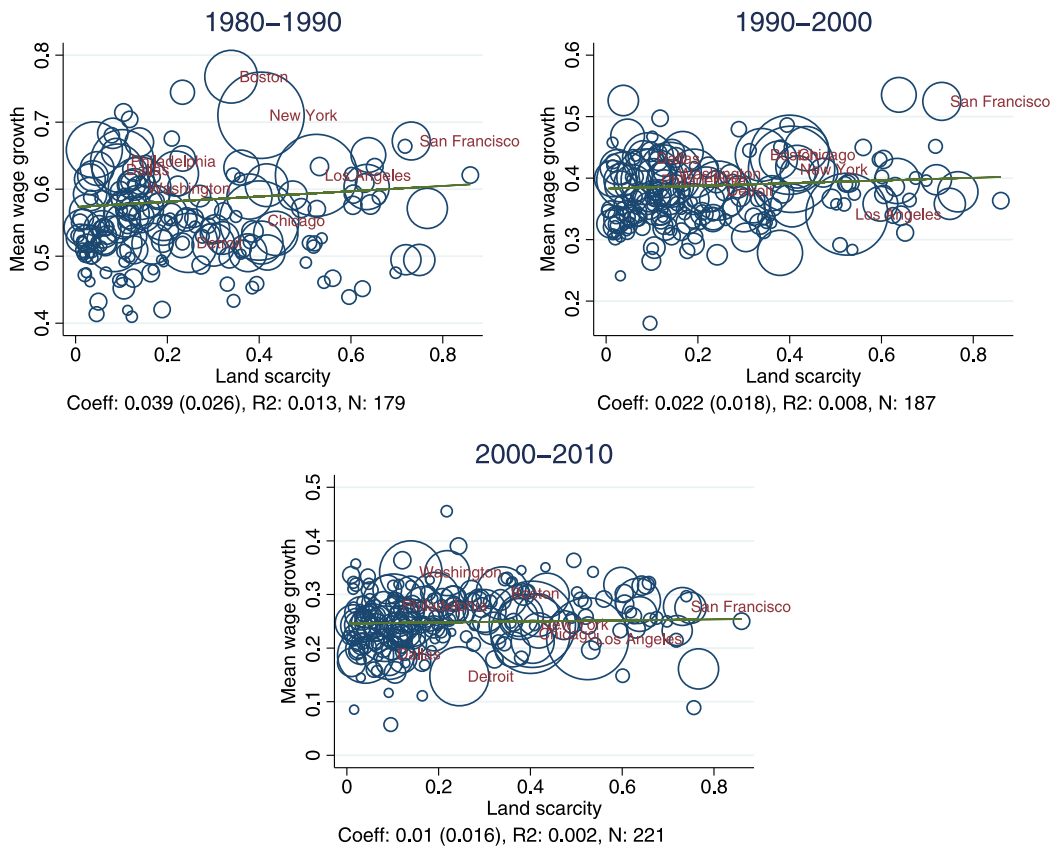 1980−1990
0.8
0.7
0.6
0.5
0.4
Mean wage growth
Boston
New York
San Francisco
Philadelphia
Dallas
Washington
Los Angeles
Chicago
Detroit
0 0.2 0.4 0.6 0.8
Land scarcity
Coeff: 0.039 (0.026), R2: 0.013, N: 179
1990−2000
0.6
0.5
0.4
0.3
0.2
Mean wage growth
San Francisco
Dallas
Boston
Chicago
Washington
New York
Detroit
Los Angeles
0 0.2 0.4 0.6 0.8
Land scarcity
Coeff: 0.022 (0.018), R2: 0.008, N: 187
2000−2010
0.5
0.4
0.3
0.2
0.1
0
Mean wage growth
Washington
Boston
Philadelphia
San Francisco
New York
Chicago
Los Angeles
Dallas
Detroit
0 0.2 0.4 0.6 0.8
Land scarcity
Coeff: 0.01 (0.016), R2: 0.002, N: 221